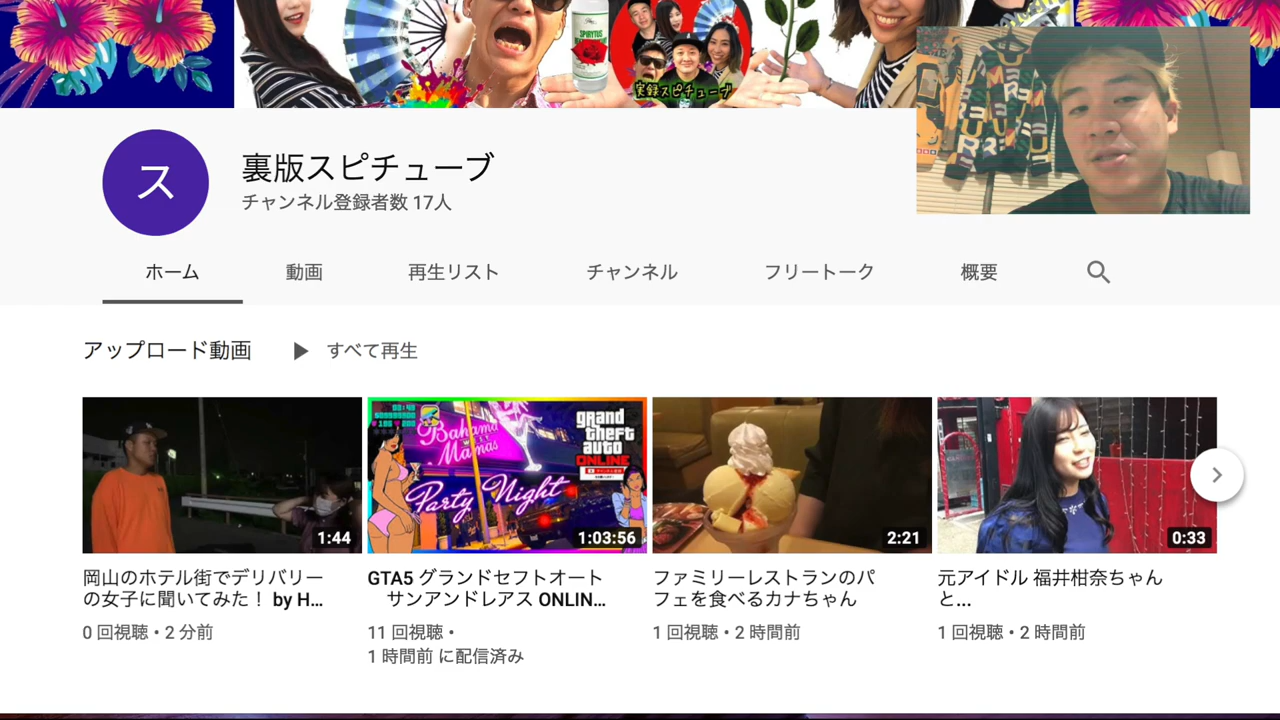 SPIRYTUS
実録スピチューブ
ス
裏版スピチューブ
チャンネル登録者数 17人
ホーム
動画
再生リスト
チャンネル
フリートーク
概要
アップロード動画
すべて再生
1:44
Bahama
Mamas
Party Night
grand
theft
auto
ONLINE
1:03:56
2:21
0:33
岡山のホテル街でデリバリー
の女子に聞いてみた！ by H...
0 回視聴・2 分前
GTA5 グランドセフトオート
サンアンドレアス ONLIN...
11 回視聴・
1 時間前 に配信済み
ファミリーレストランのパ
フェを食べるカナちゃん
1 回視聴・2 時間前
元アイドル 福井柑奈ちゃん
と...
1 回視聴・2 時間前